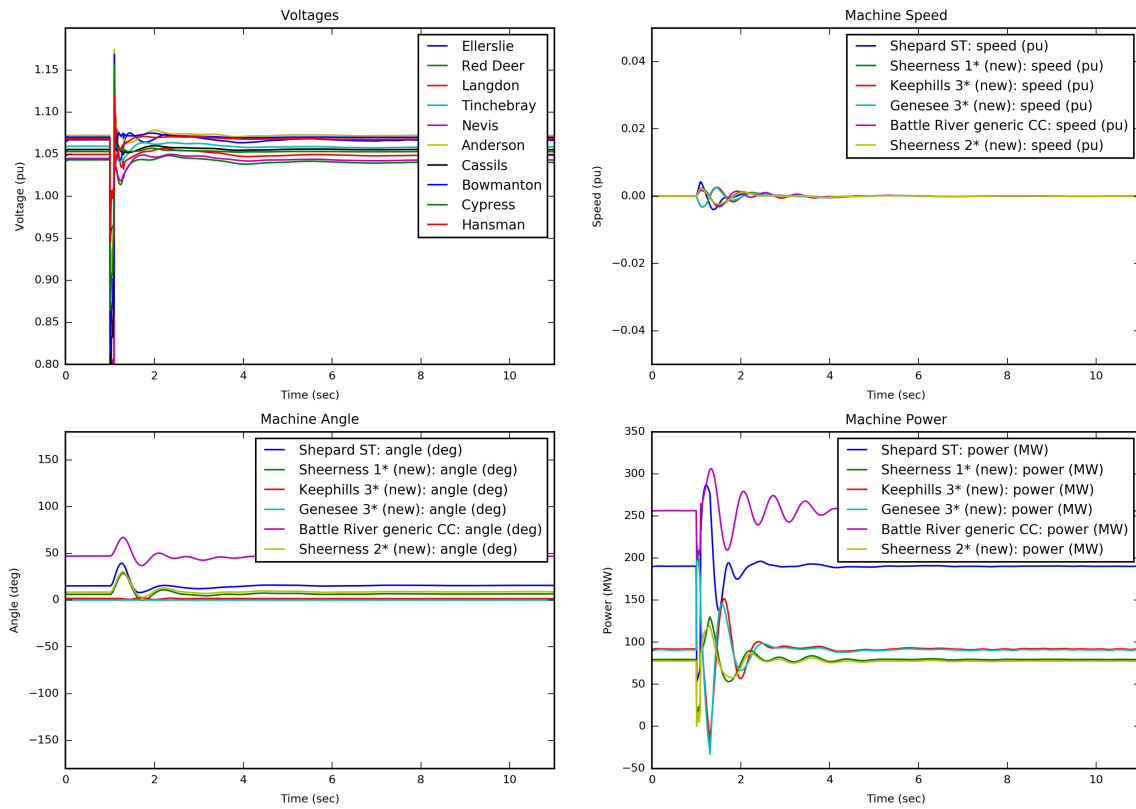 Voltages
1.15
1.10
1.05
1.00
0.95
0.90
0.85
0.80
Voltage (pu)
0
2
4
6
8
10
Time (sec)
Ellerslie
Red Deer
Langdon
Tinchebray
Nevis
Anderson
Cassils
Bowmanton
Cypress
Hansman
Machine Speed
0.04
0.02
0.00
−0.02
−0.04
Speed (pu)
0
2
4
6
8
10
Time (sec)
Shepard ST: speed (pu)
Sheerness 1* (new): speed (pu)
Keephills 3* (new): speed (pu)
Genesee 3* (new): speed (pu)
Battle River generic CC: speed (pu)
Sheerness 2* (new): speed (pu)
Machine Angle
150
100
50
0
−50
−100
−150
Angle (deg)
0
2
4
6
8
10
Time (sec)
Shepard ST: angle (deg)
Sheerness 1* (new): angle (deg)
Keephills 3* (new): angle (deg)
Genesee 3* (new): angle (deg)
Battle River generic CC: angle (deg)
Sheerness 2* (new): angle (deg)
Machine Power
350
300
250
200
150
100
50
0
−50
Power (MW)
0
2
4
6
8
10
Time (sec)
Shepard ST: power (MW)
Sheerness 1* (new): power (MW)
Keephills 3* (new): power (MW)
Genesee 3* (new): power (MW)
Battle River generic CC: power (MW)
Sheerness 2* (new): power (MW)